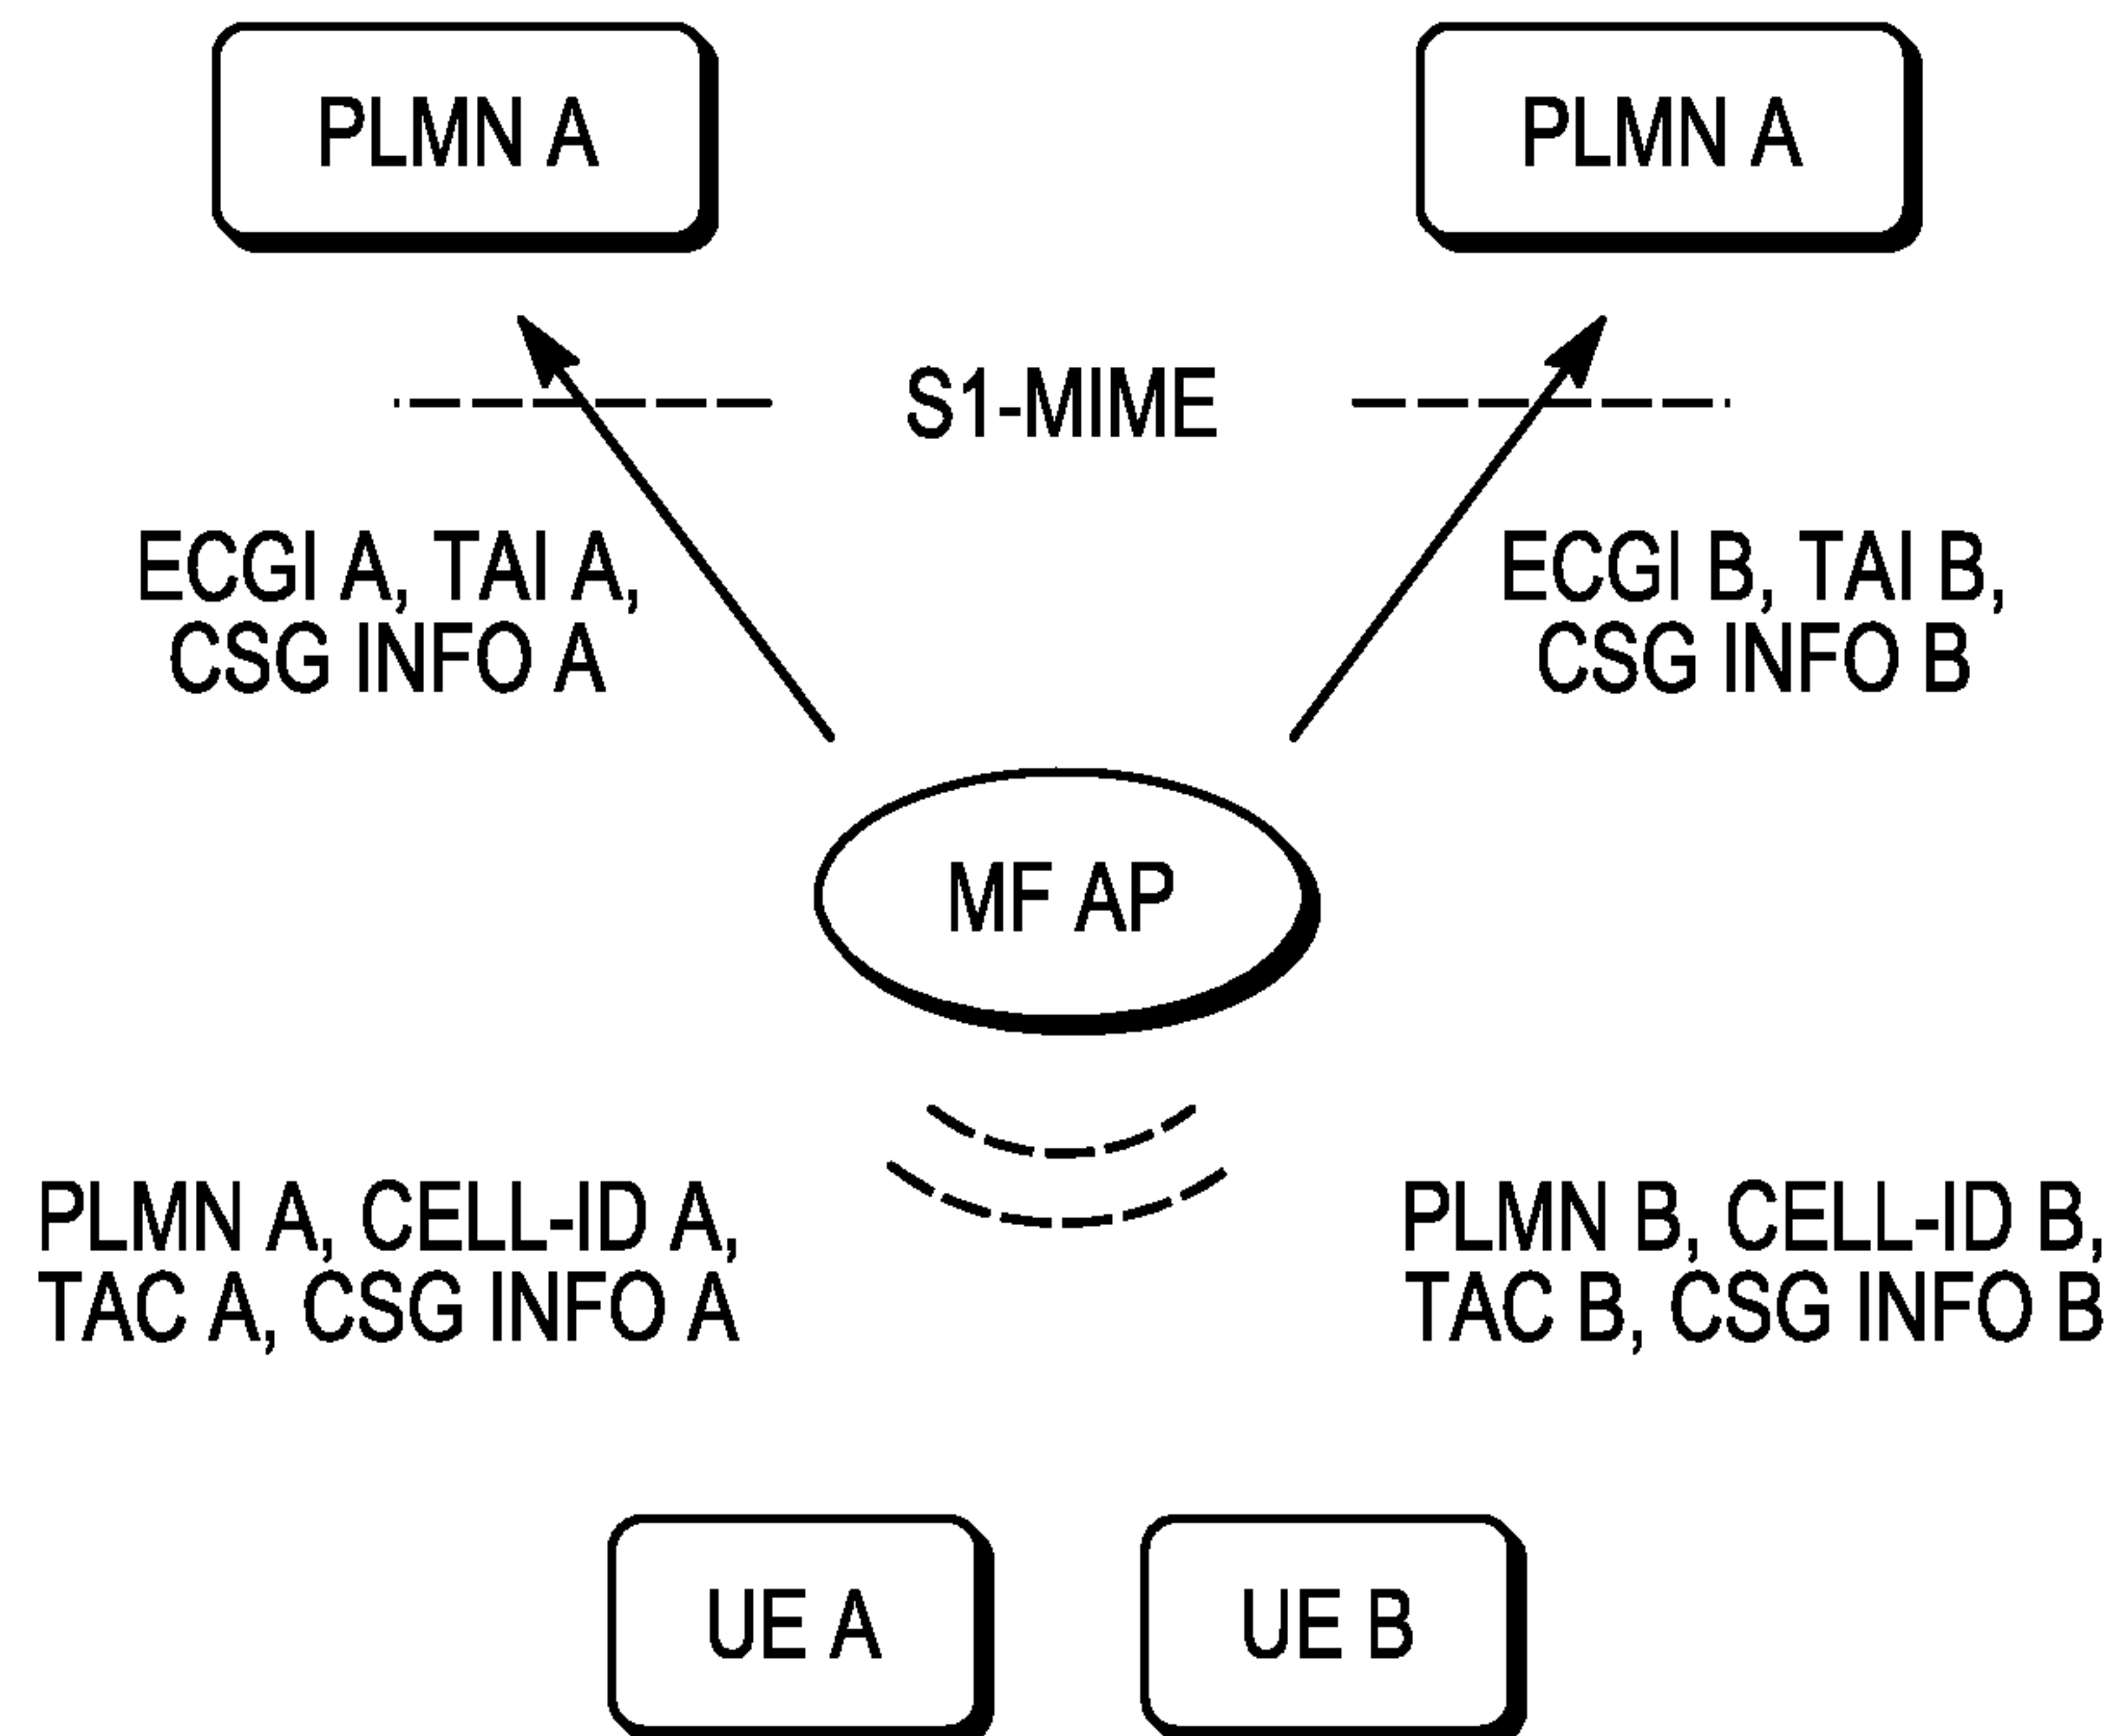 PLMN A
PLMN A
S1-MIME
ECGI A, TAI A,
CSG INFO A
ECGI B, TAI B,
CSG INFO B
MF AP
PLMN A, CELL-ID A,
TAC A, CSG INFO A
PLMN B, CELL-ID B,
TAC B, CSG INFO B
UE A
UE B